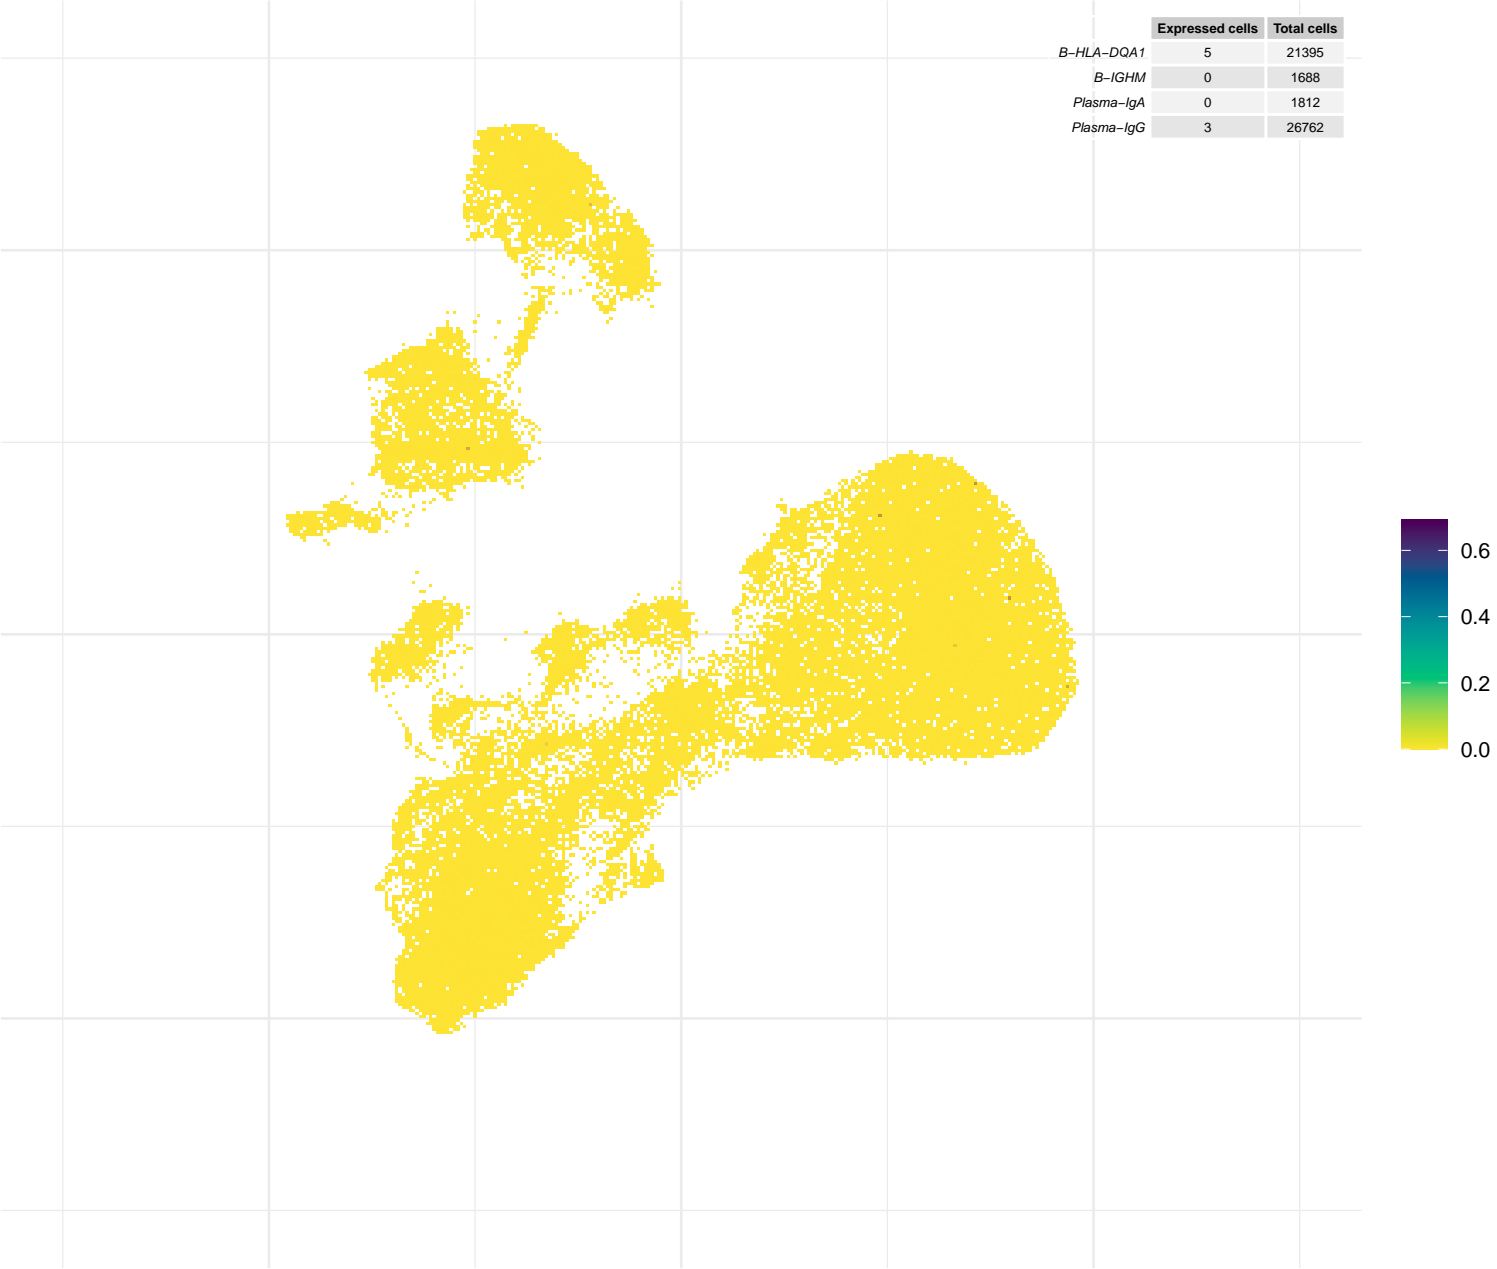 Expressed cells Total cells
B−HLA−DQA1 5 21395
B−IGHM 0 1688
Plasma−IgA 0 1812
Plasma−IgG 3 26762
0.6
0.4
0.2
0.0